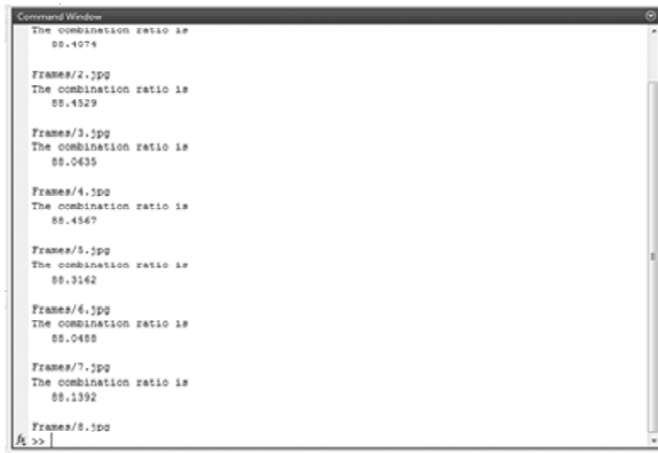 Command Window
The combination ratio is
88.4074
Frames/2.jpg
The combination ratio is
88.4529
Frames/3.jpg
The combination ratio is
88.0635
Frames/4.jpg
The combination ratio is
88.4567
Frames/5.jpg
The combination ratio is
88.3162
Frames/6.jpg
The combination ratio is
88.0488
Frames/7.jpg
The combination ratio is
88.1392
Frames/8.jpg
fx >>